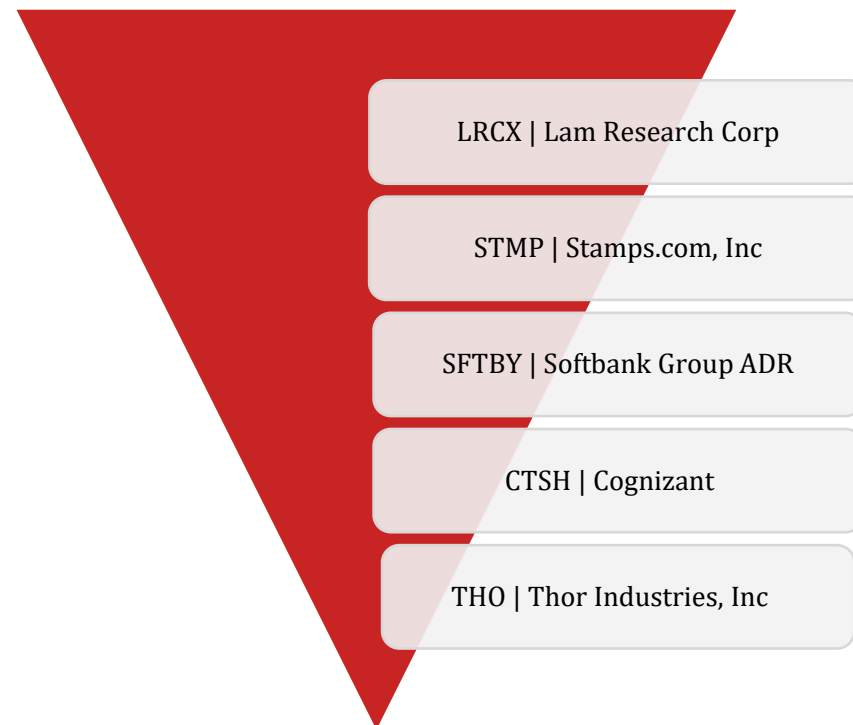 LRCX | Lam Research Corp
STMP | Stamps.com, Inc
SFTBY | Softbank Group ADR
CTSH | Cognizant
THO | Thor Industries, Inc